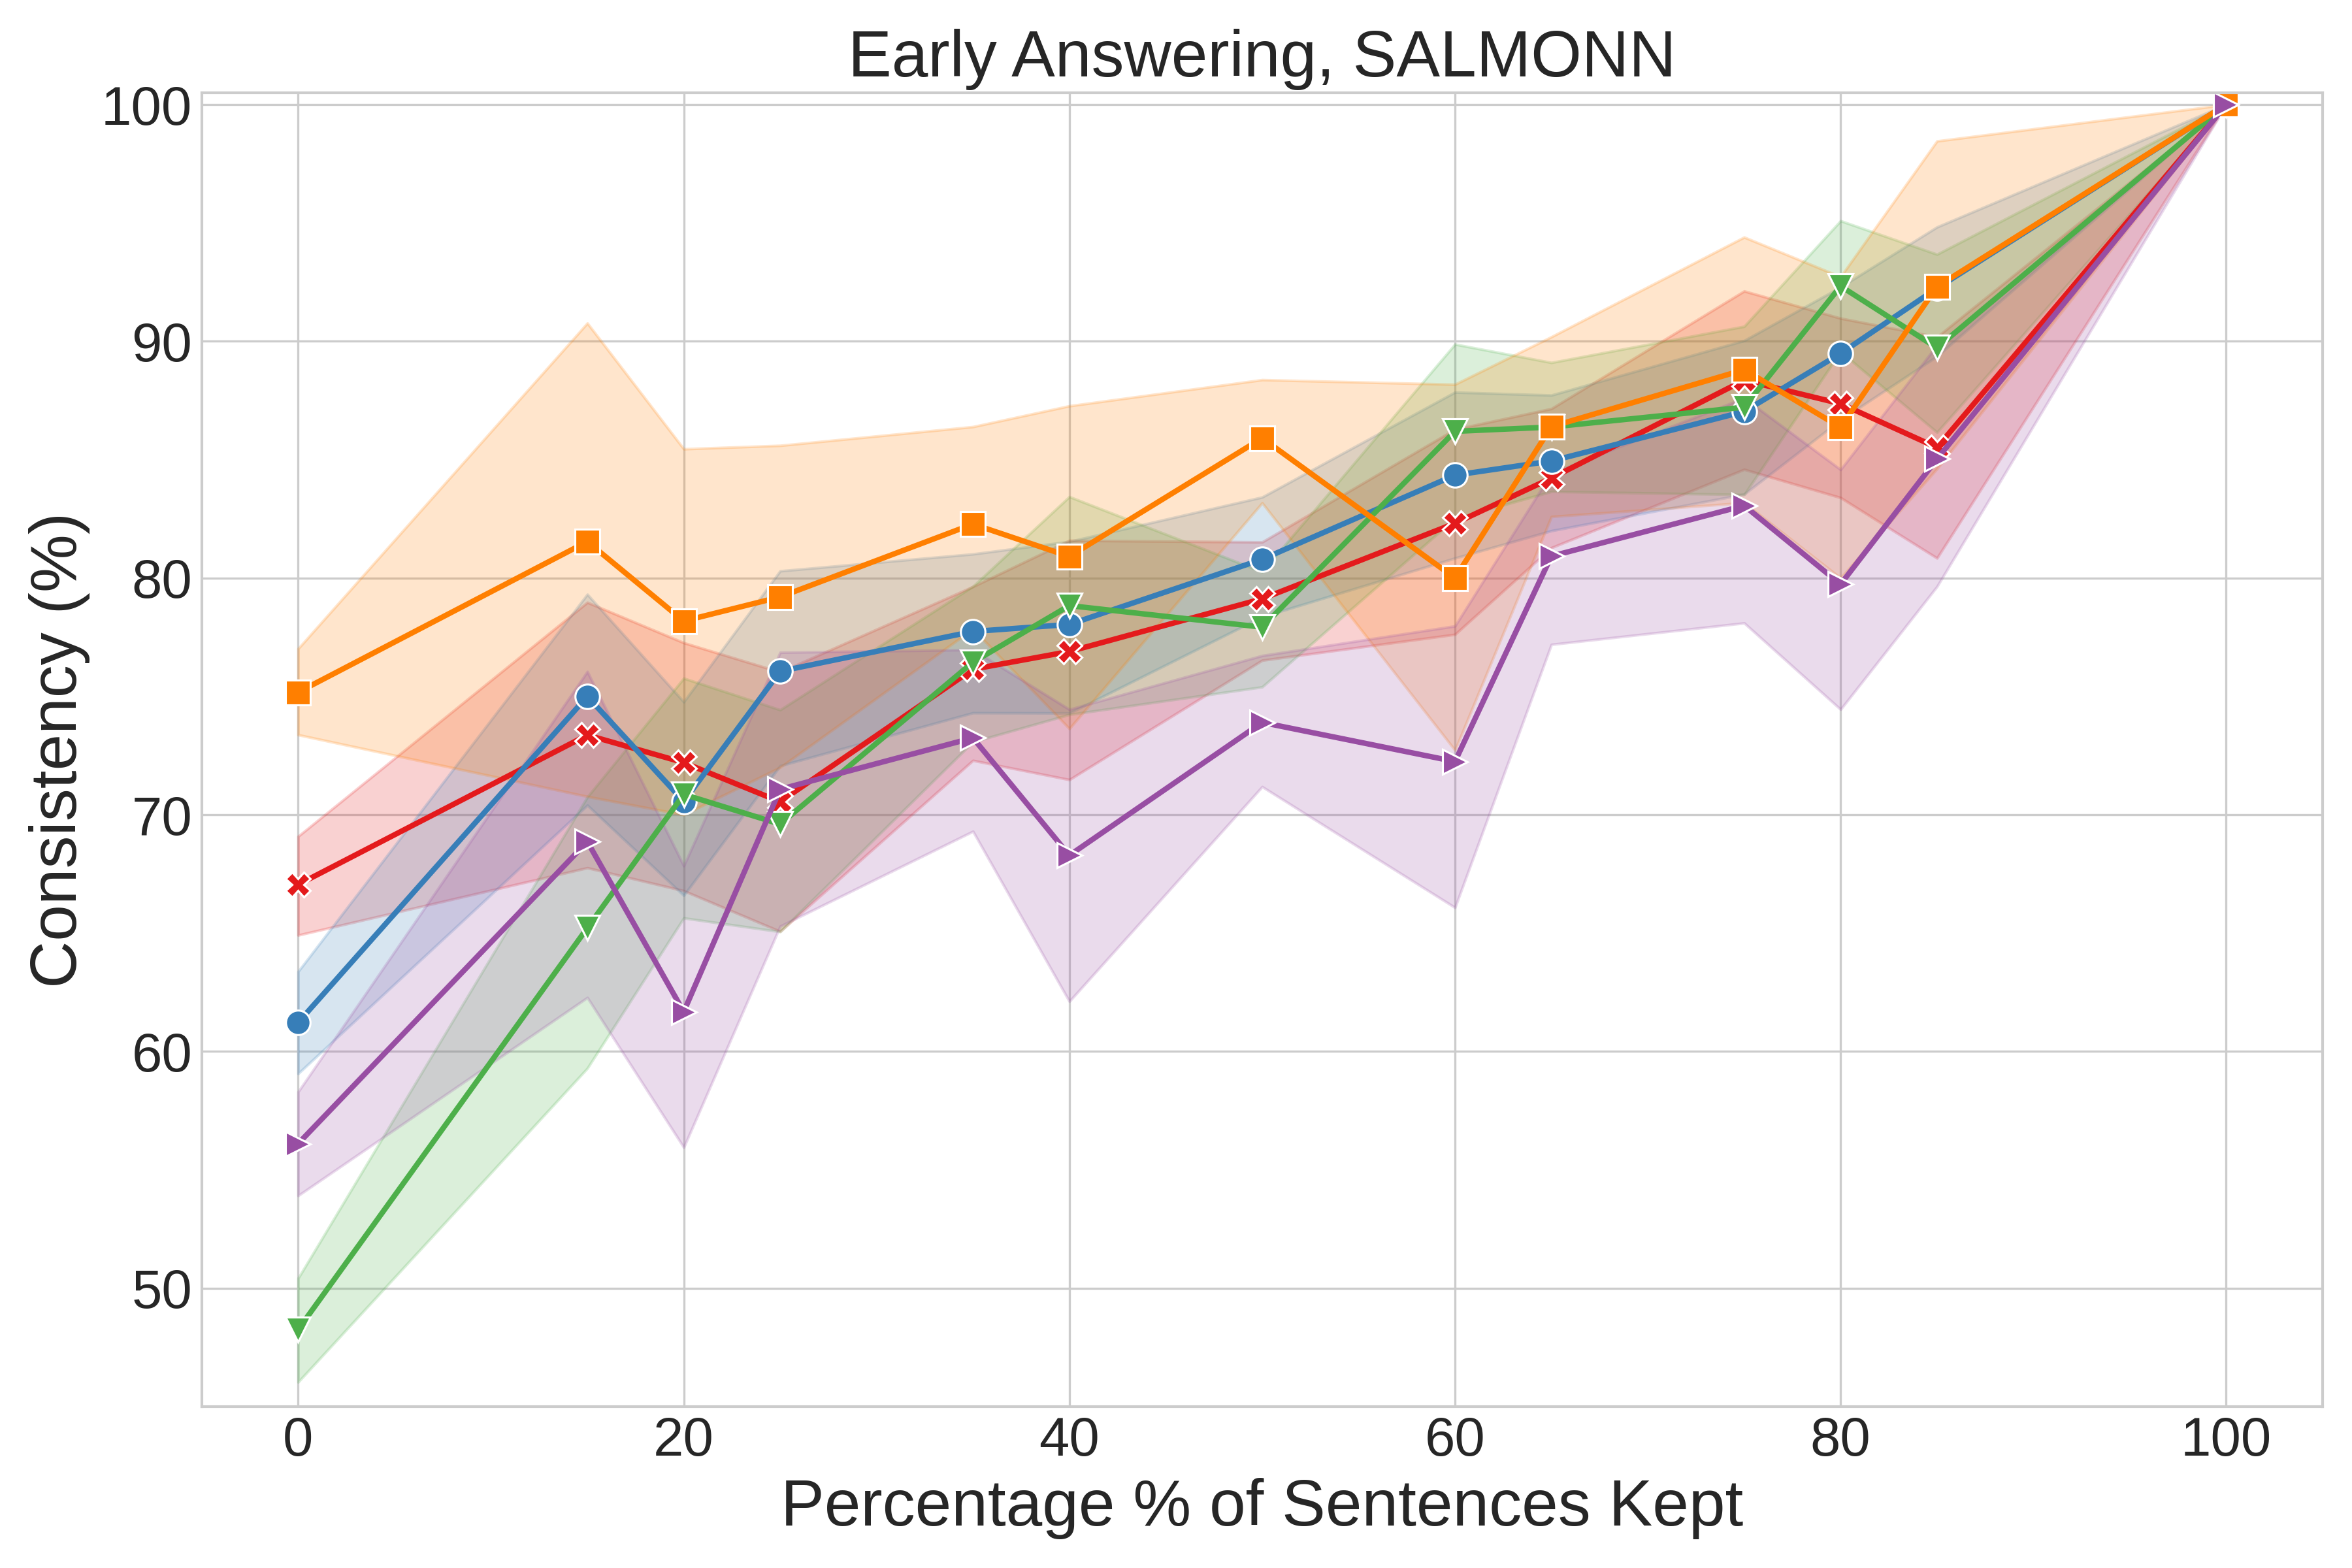 Early Answering, SALMONN
100
90
80
70
60
50
Consistency (%)
0 20 40 60 80 100
Percentage % of Sentences Kept